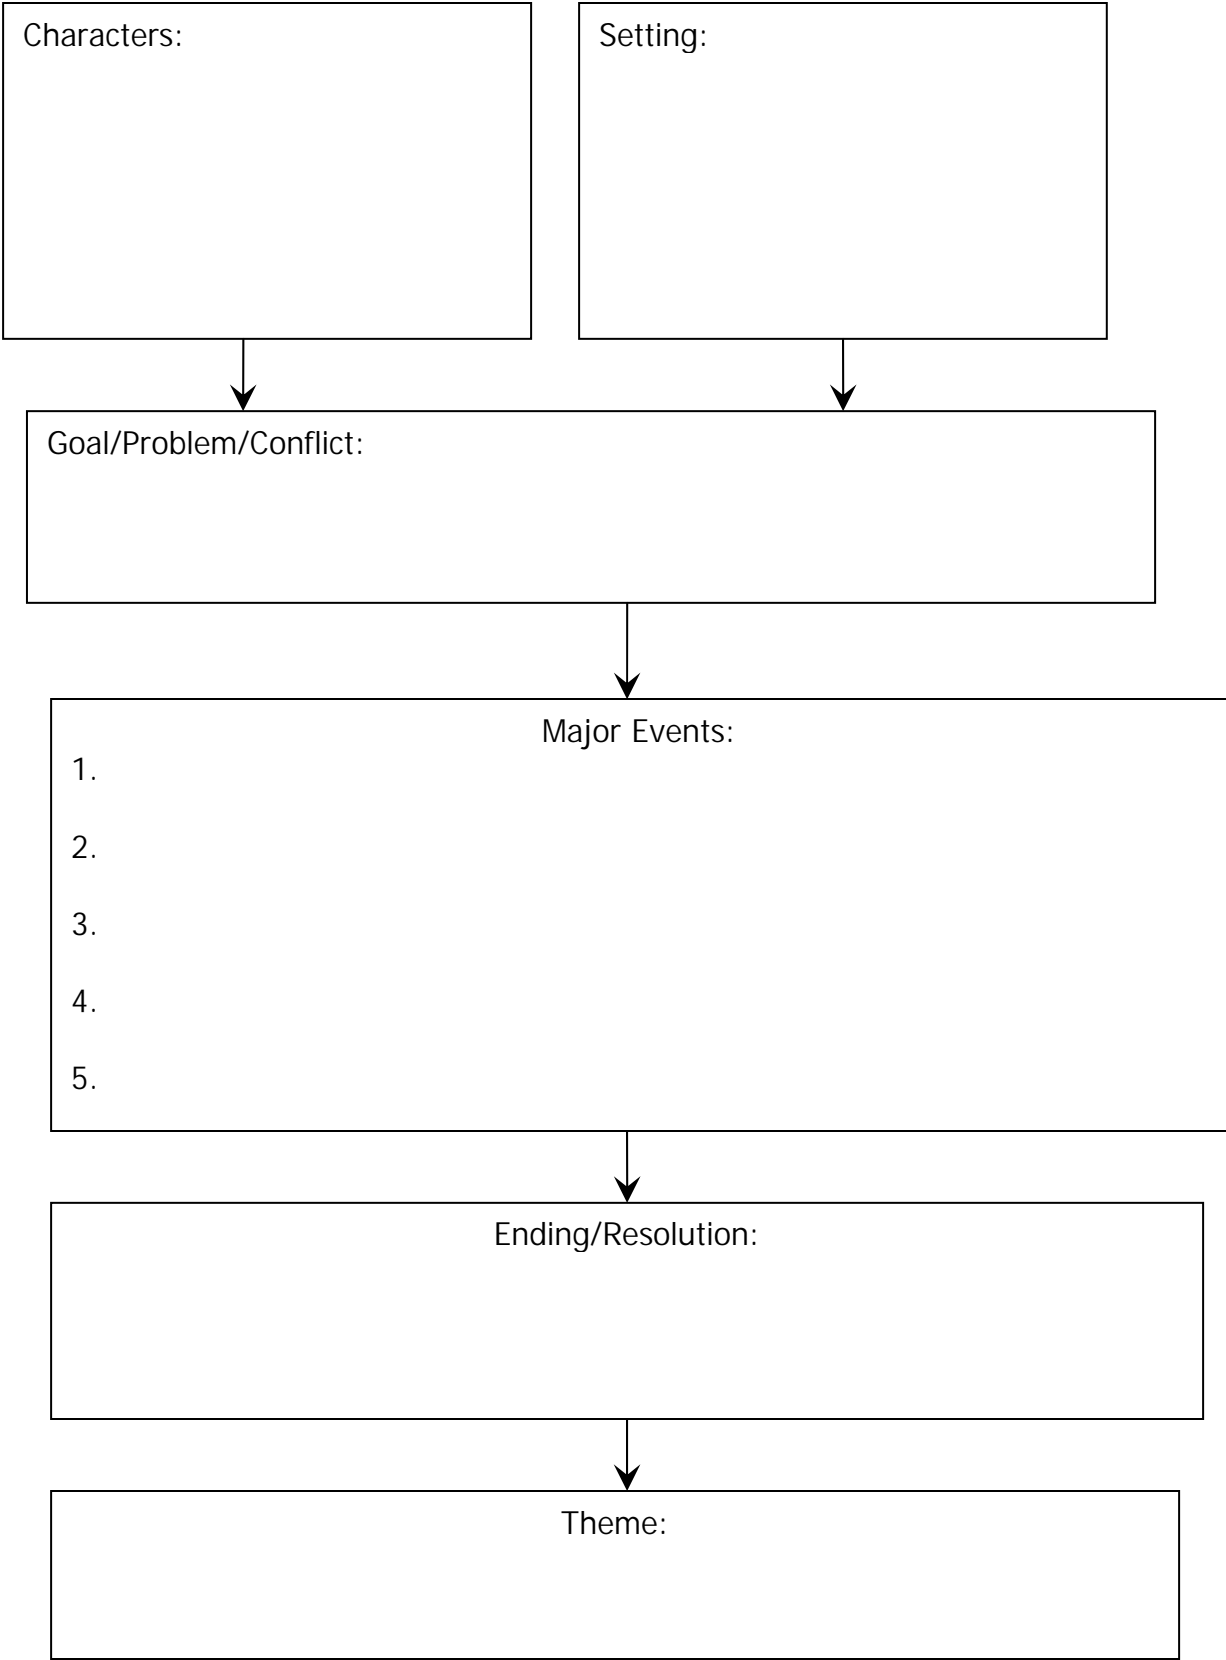 Characters:
Setting:
Goal/Problem/Conflict:
Major Events:
1.
2.
3.
4.
5.
Ending/Resolution:
Theme: